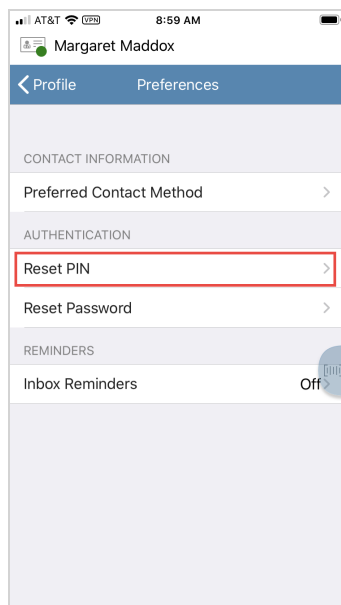 AT&T VPN 8:59 AM
Margaret Maddox
Profile Preferences
CONTACT INFORMATION
Preferred Contact Method
AUTHENTICATION
Reset PIN
Reset Password
REMINDERS
Inbox Reminders Off